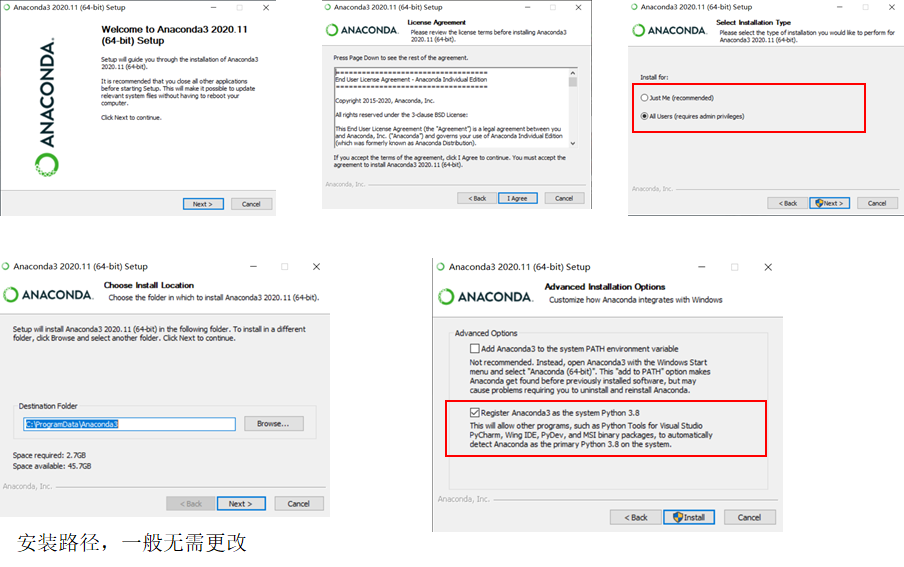 Anaconda3 2020.11 (64-bit) Setup
ANACONDA.
Welcome to Anaconda3 2020.11
(64-bit) Setup
Setup will guide you through the installation of Anaconda3
2020.11 (64-bit).
It is recommended that you close all other applications
before starting Setup. This will make it possible to update
relevant system files without having to reboot your
computer.
Click Next to continue.
Next >
Cancel
Anaconda3 2020.11 (64-bit) Setup
ANACONDA.
License Agreement
Please review the license terms before installing Anaconda3
2020.11 (64-bit).
Press Page Down to see the rest of the agreement.
======================================
End User License Agreement - Anaconda Individual Edition
======================================
Copyright 2015-2020, Anaconda, Inc.
All rights reserved under the 3-clause BSD License:
This End User License Agreement (the "Agreement") is a legal agreement between you
and Anaconda, Inc. ("Anaconda") and governs your use of Anaconda Individual Edition
(which was formerly known as Anaconda Distribution).
If you accept the terms of the agreement, click I Agree to continue. You must accept the
agreement to install Anaconda3 2020.11 (64-bit).
Anaconda, Inc.
< Back
I Agree
Cancel
Anaconda3 2020.11 (64-bit) Setup
ANACONDA.
Select Installation Type
Please select the type of installation you would like to perform for
Anaconda3 2020.11 (64-bit).
Install for:
Just Me (recommended)
All Users (requires admin privileges)
Anaconda, Inc.
< Back
Next >
Cancel
Anaconda3 2020.11 (64-bit) Setup
ANACONDA.
Choose Install Location
Choose the folder in which to install Anaconda3 2020.11 (64-bit).
Setup will install Anaconda3 2020.11 (64-bit) in the following folder. To install in a different
folder, click Browse and select another folder. Click Next to continue.
Destination Folder
C:\ProgramData\Anaconda3
Browse...
Space required: 2.7GB
Space available: 45.7GB
Anaconda, Inc.
< Back
Next >
Cancel
安装路径，一般无需更改
Anaconda3 2020.11 (64-bit) Setup
ANACONDA.
Advanced Installation Options
Customize how Anaconda integrates with Windows
Advanced Options
Add Anaconda3 to the system PATH environment variable
Not recommended. Instead, open Anaconda3 with the Windows Start
menu and select "Anaconda (64-bit)". This "add to PATH" option makes
Anaconda get found before previously installed software, but may
cause problems requiring you to uninstall and reinstall Anaconda.
Register Anaconda3 as the system Python 3.8
This will allow other programs, such as Python Tools for Visual Studio
PyCharm, Wing IDE, PyDev, and MSI binary packages, to automatically
detect Anaconda as the primary Python 3.8 on the system.
Anaconda, Inc.
< Back
Install
Cancel